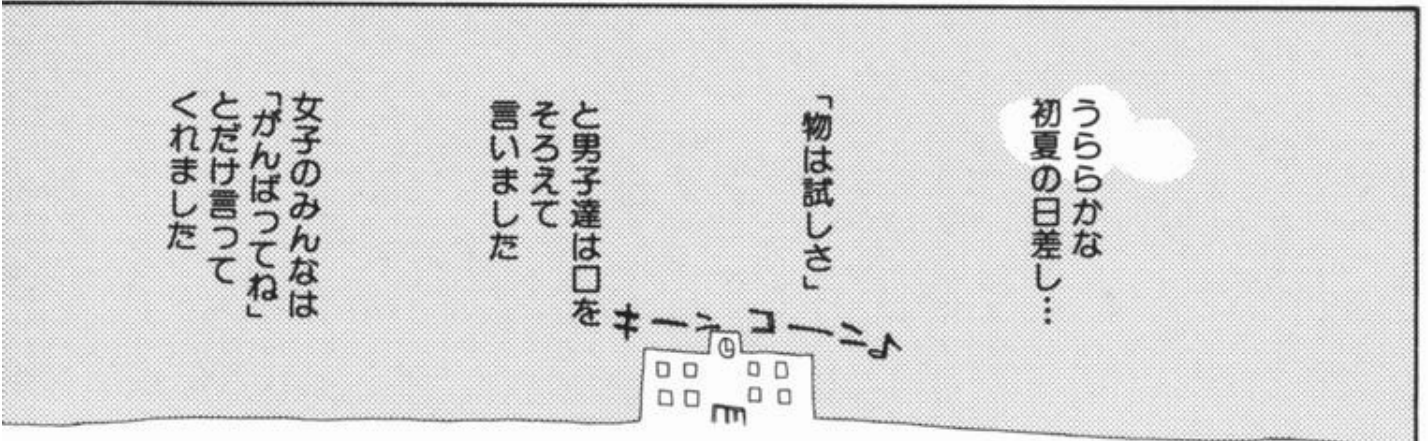 うららかな
初夏の日差し…
「物は試しさ」
と男子達は口を
そろえて
言いました
キーンコーン♪
女子のみんなは
「がんばってね」
とだけ言って
くれました